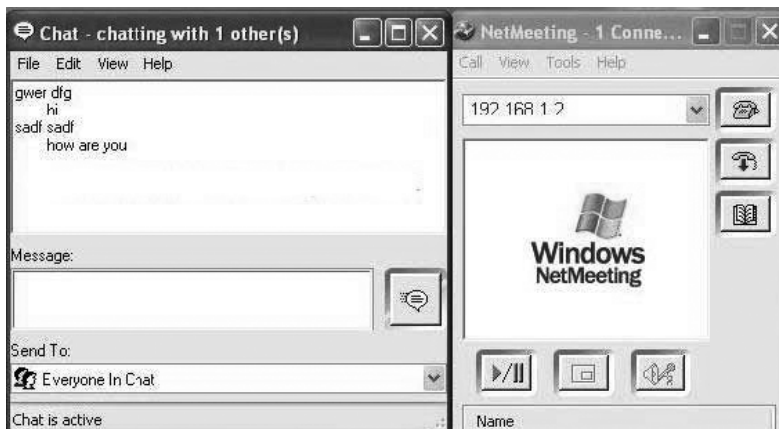 Chat - chatting with 1 other(s)
File Edit View Help
gwer dfg
hi
sadf sadf
how are you
Message:
Send To:
Everyone In Chat
Chat is active
NetMeeting - 1 Conne...
Call View Tools Help
192.168.1.2
Windows
NetMeeting
Name